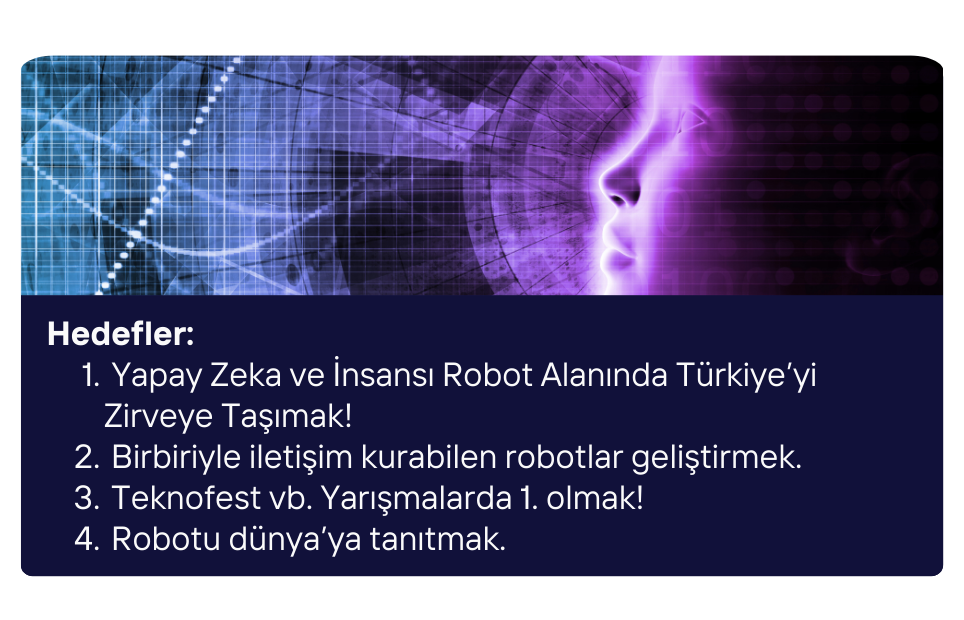 Hedefler:
1. Yapay Zeka ve İnsansı Robot Alanında Türkiye’yi
Zirveye Taşımak!
2. Birbiriyle iletişim kurabilen robotlar geliştirmek.
3. Teknofest vb. Yarışmalarda 1. olmak!
4. Robotu dünya’ya tanıtmak.